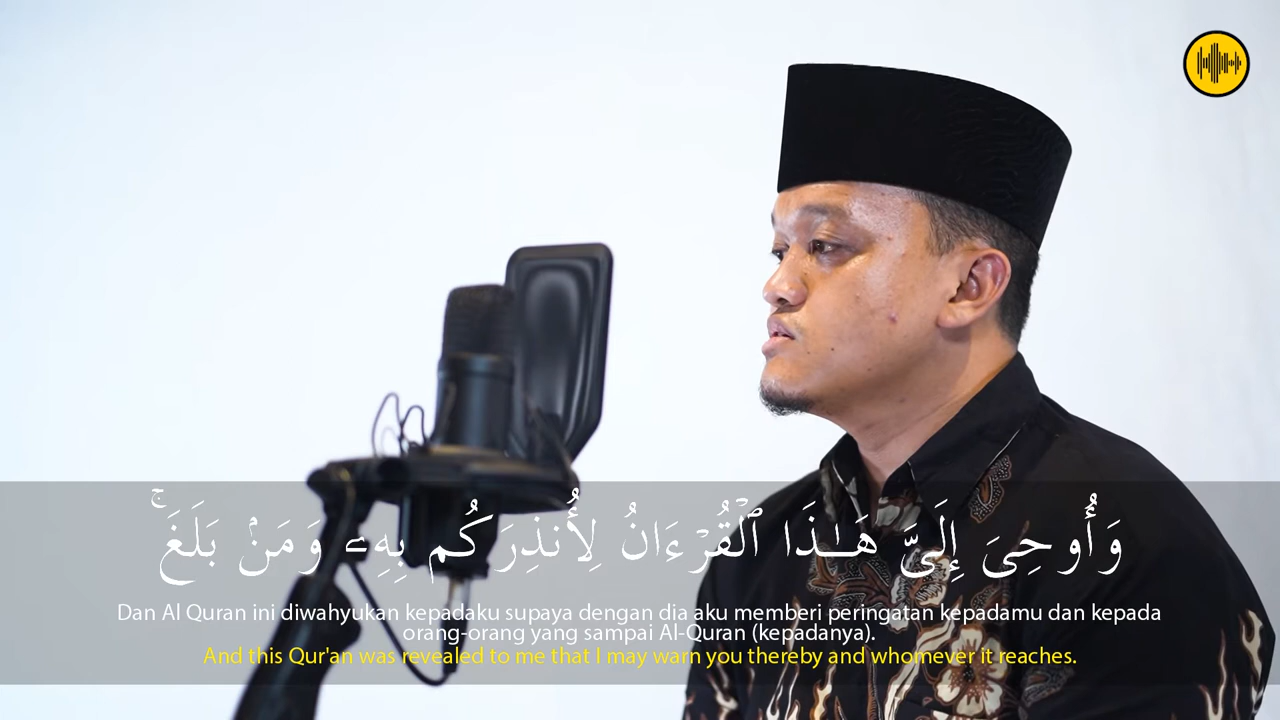 وَأُوحِىَ إِلَىَّ هَـٰذَا ٱلْقُرْءَانُ لِأُنذِرَكُم بِهِۦ وَمَنۢ بَلَغَ ۚ
Dan Al Quran ini diwahyukan kepadaku supaya dengan dia aku memberi peringatan kepadamu dan kepada
orang-orang yang sampai Al-Quran (kepadanya).
And this Qur'an was revealed to me that I may warn you thereby and whomever it reaches.